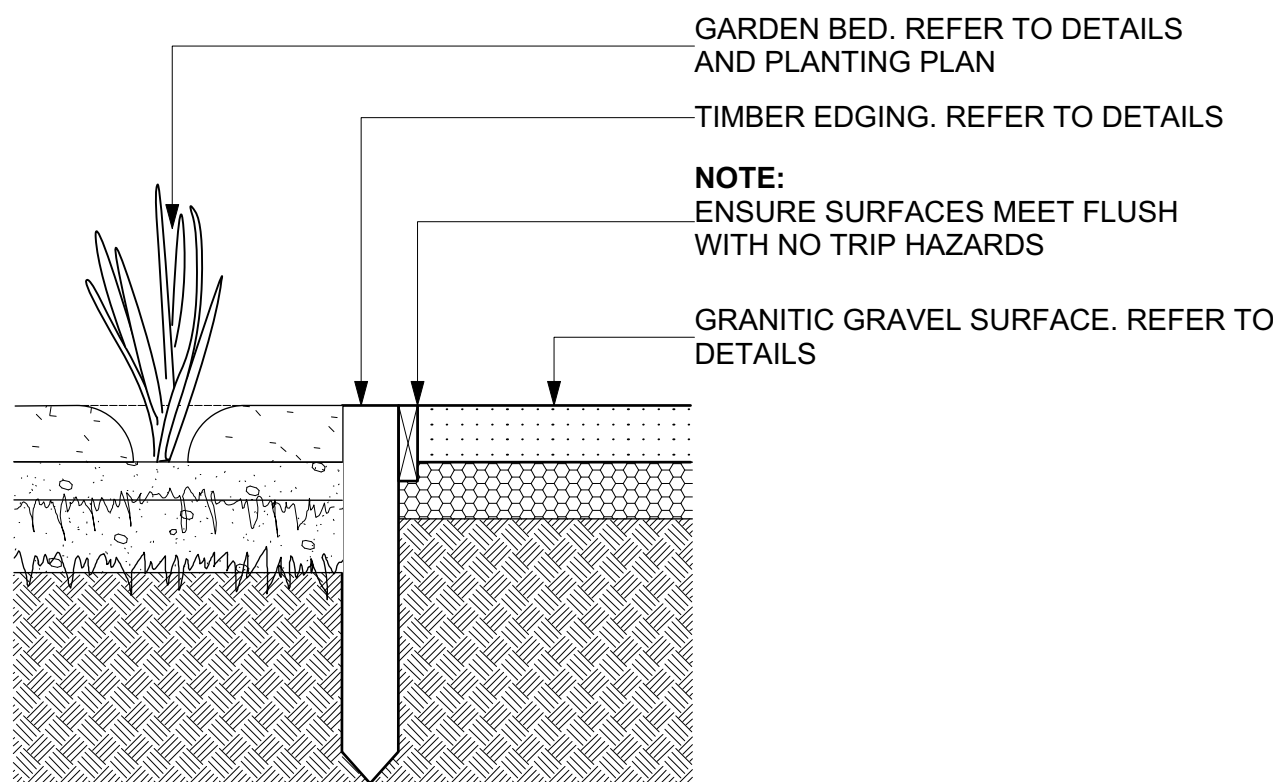 GARDEN BED. REFER TO DETAILS
AND PLANTING PLAN
TIMBER EDGING. REFER TO DETAILS
NOTE:
ENSURE SURFACES MEET FLUSH
WITH NO TRIP HAZARDS
GRANITIC GRAVEL SURFACE. REFER TO
DETAILS